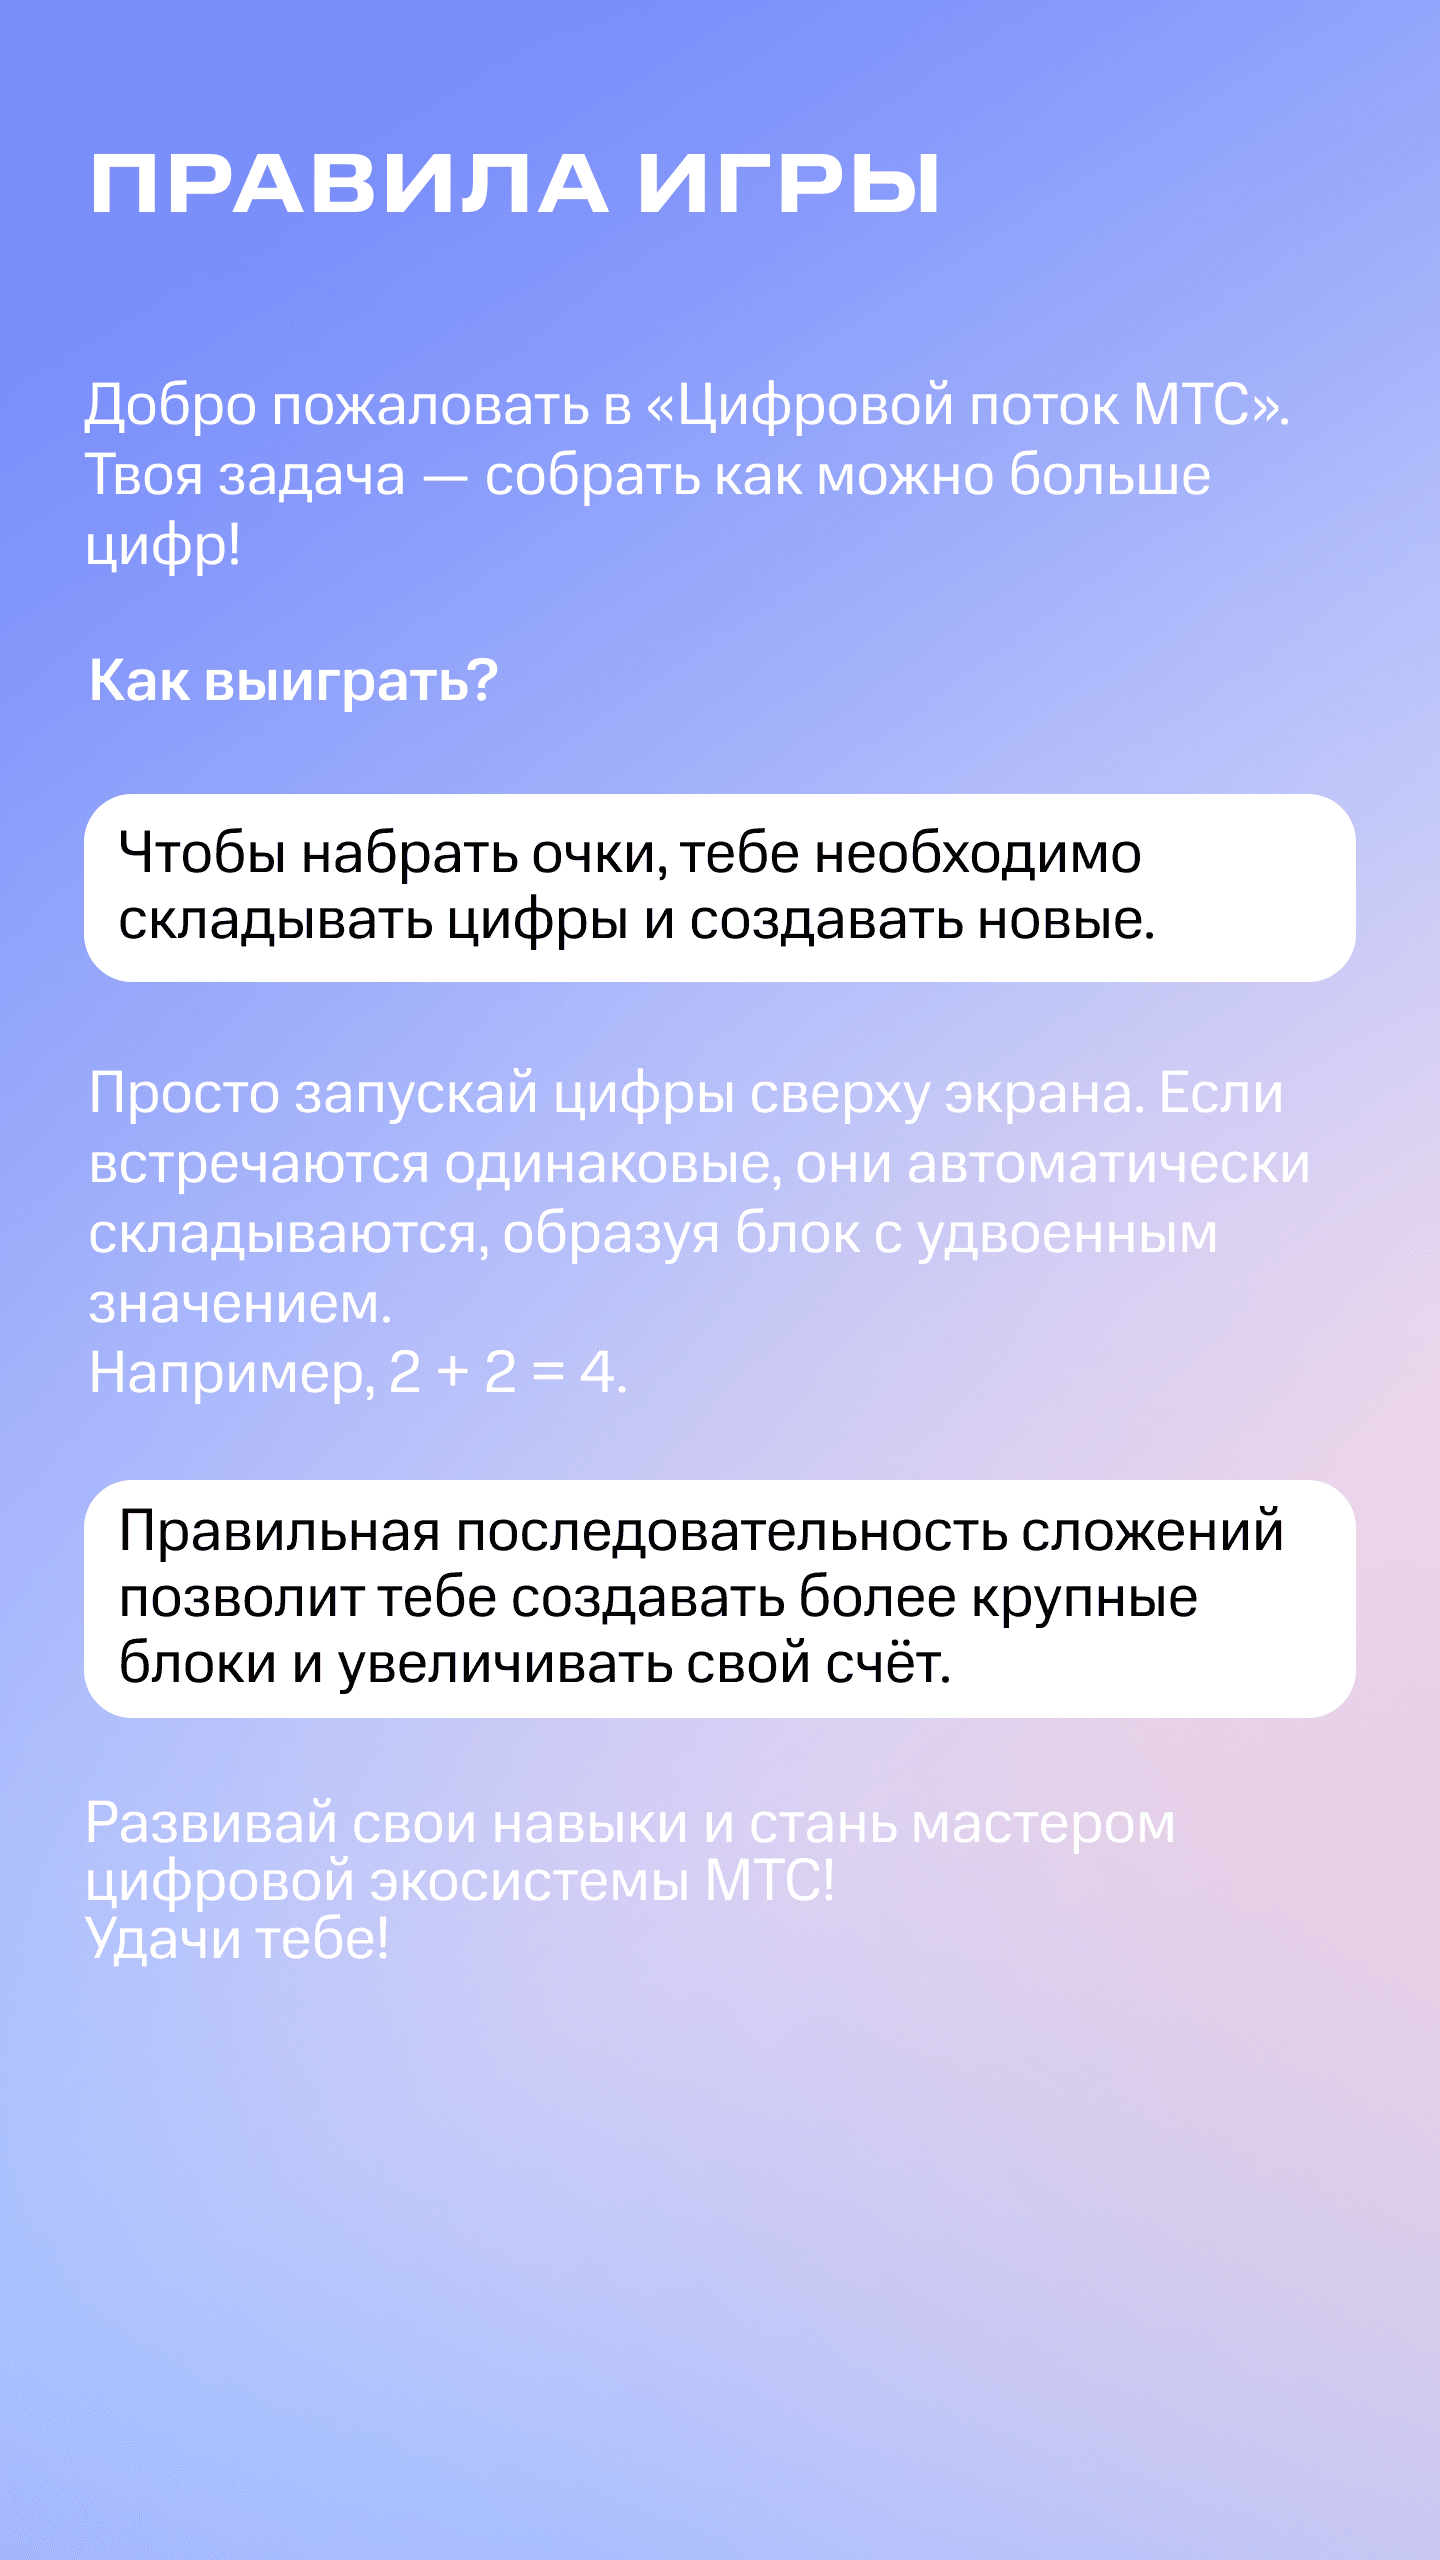 ПРАВИЛА ИГРЫ
Добро пожаловать в «Цифровой поток МТС».
Твоя задача — собрать как можно больше
цифр!
Как выиграть?
Чтобы набрать очки, тебе необходимо
складывать цифры и создавать новые.
Просто запускай цифры сверху экрана. Если
встречаются одинаковые, они автоматически
складываются, образуя блок с удвоенным
значением.
Например, 2 + 2 = 4.
Правильная последовательность сложений
позволит тебе создавать более крупные
блоки и увеличивать свой счёт.
Развивай свои навыки и стань мастером
цифровой экосистемы МТС!
Удачи тебе!